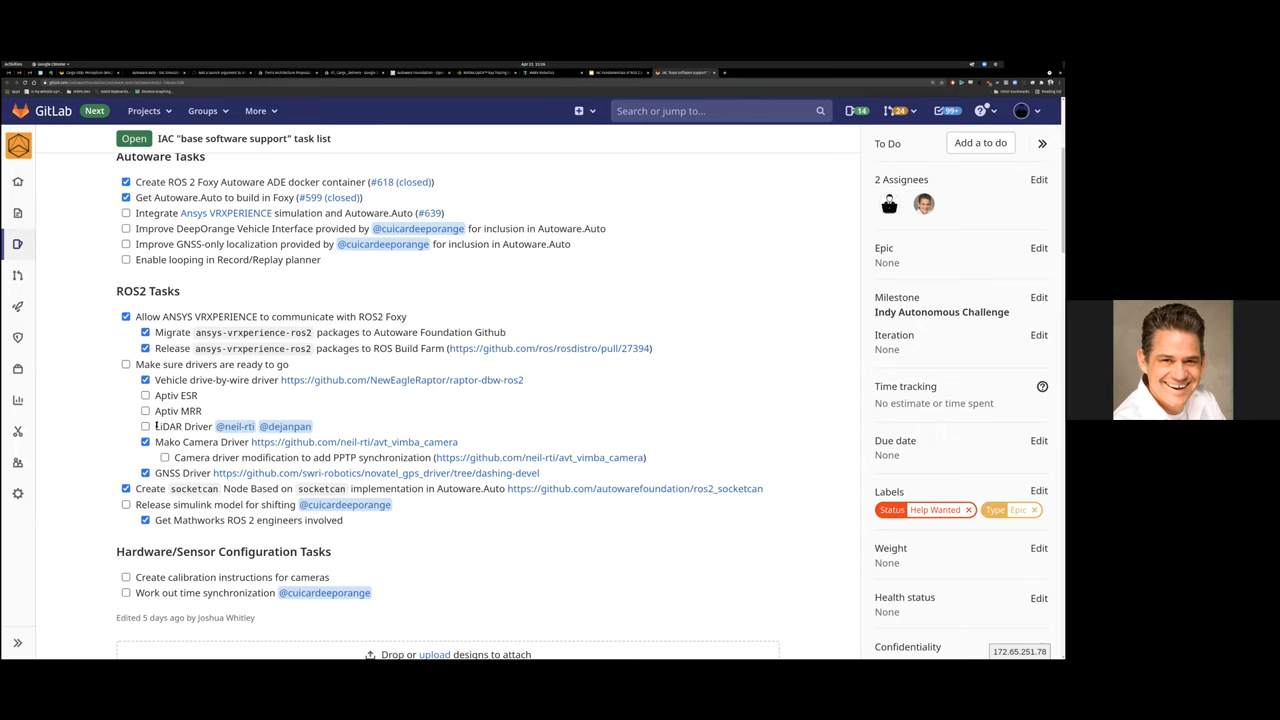 Activities
Google Chrome
Apr 21 13:26
GitLab Next Projects Groups More Search or jump to... 14 24 99+
Open IAC "base software support" task list
Autoware Tasks
Create ROS 2 Foxy Autoware ADE docker container (#618 (closed))
Get Autoware.Auto to build in Foxy (#599 (closed))
Integrate Ansys VRXPERIENCE simulation and Autoware.Auto (#639)
Improve DeepOrange Vehicle Interface provided by @cuicardeeporange for inclusion in Autoware.Auto
Improve GNSS-only localization provided by @cuicardeeporange for inclusion in Autoware.Auto
Enable looping in Record/Replay planner
ROS2 Tasks
Allow ANSYS VRXPERIENCE to communicate with ROS2 Foxy
Migrate ansys-vrxperience-ros2 packages to Autoware Foundation Github
Release ansys-vrxperience-ros2 packages to ROS Build Farm (https://github.com/ros/rosdistro/pull/27394)
Make sure drivers are ready to go
Vehicle drive-by-wire driver https://github.com/NewEagleRaptor/raptor-dbw-ros2
Aptiv ESR
Aptiv MRR
LiDAR Driver @neil-rti @dejanpan
Mako Camera Driver https://github.com/neil-rti/avt_vimba_camera
Camera driver modification to add PPTP synchronization (https://github.com/neil-rti/avt_vimba_camera)
GNSS Driver https://github.com/swri-robotics/novatel_gps_driver/tree/dashing-devel
Create socketcan Node Based on socketcan implementation in Autoware.Auto https://github.com/autowarefoundation/ros2_socketcan
Release simulink model for shifting @cuicardeeporange
Get Mathworks ROS 2 engineers involved
Hardware/Sensor Configuration Tasks
Create calibration instructions for cameras
Work out time synchronization @cuicardeeporange
Edited 5 days ago by Joshua Whitley
Drop or upload designs to attach
To Do Add a to do
2 Assignees Edit
Epic Edit
None
Milestone Edit
Indy Autonomous Challenge
Iteration Edit
None
Time tracking
No estimate or time spent
Due date Edit
None
Labels Edit
Status Help Wanted Type Epic
Weight Edit
None
Health status Edit
None
Confidentiality
172.65.251.78